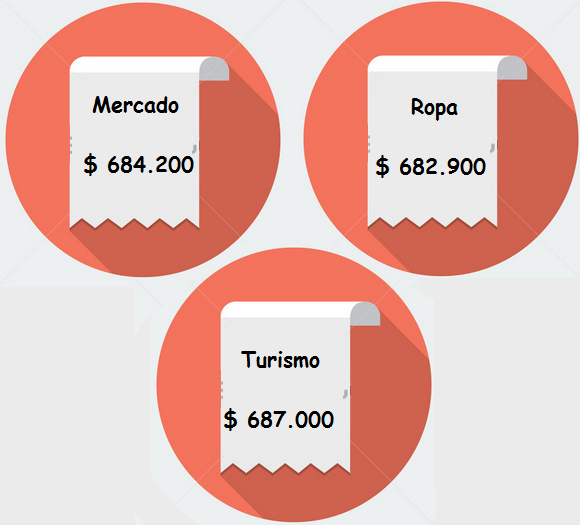 Mercado
$ 684.200
Ropa
$ 682.900
Turismo
$ 687.000